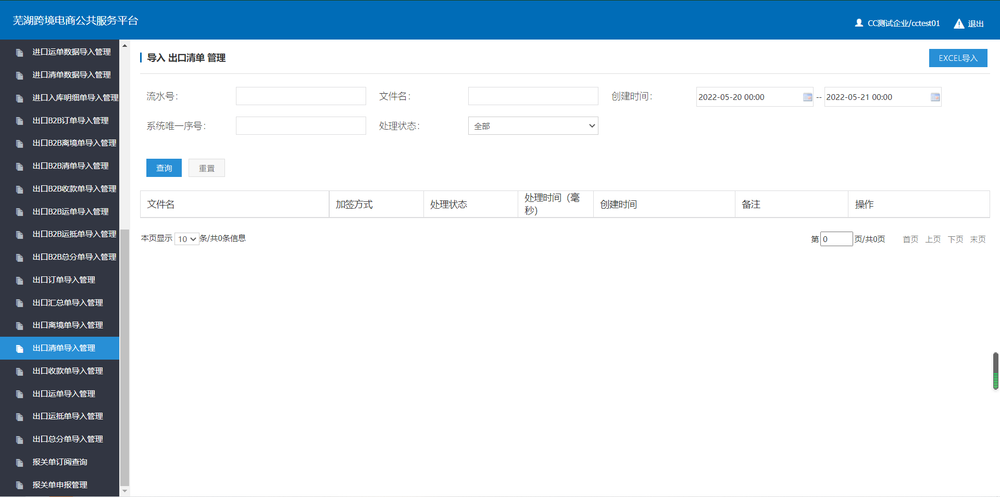 芜湖跨境电商公共服务平台
CC测试企业/cctest01 退出
进口运单数据导入管理
进口清单数据导入管理
进口入库明细单导入管理
出口B2B订单导入管理
出口B2B离境单导入管理
出口B2B清单导入管理
出口B2B收款单导入管理
出口B2B运单导入管理
出口B2B运抵单导入管理
出口B2B总分单导入管理
出口订单导入管理
出口汇总单导入管理
出口离境单导入管理
出口清单导入管理
出口收款单导入管理
出口运单导入管理
出口运抵单导入管理
出口总分单导入管理
报关单订阅查询
报关单申报管理
导入 出口清单 管理
EXCEL导入
流水号: 文件名: 创建时间: 2022-05-20 00:00 -- 2022-05-21 00:00
系统唯一序号: 处理状态: 全部
查询 重置
文件名 加签方式 处理状态 处理时间（毫秒） 创建时间 备注 操作
本页显示 10 条/共0条信息 第 0 页/共0页 首页 上页 下页 末页